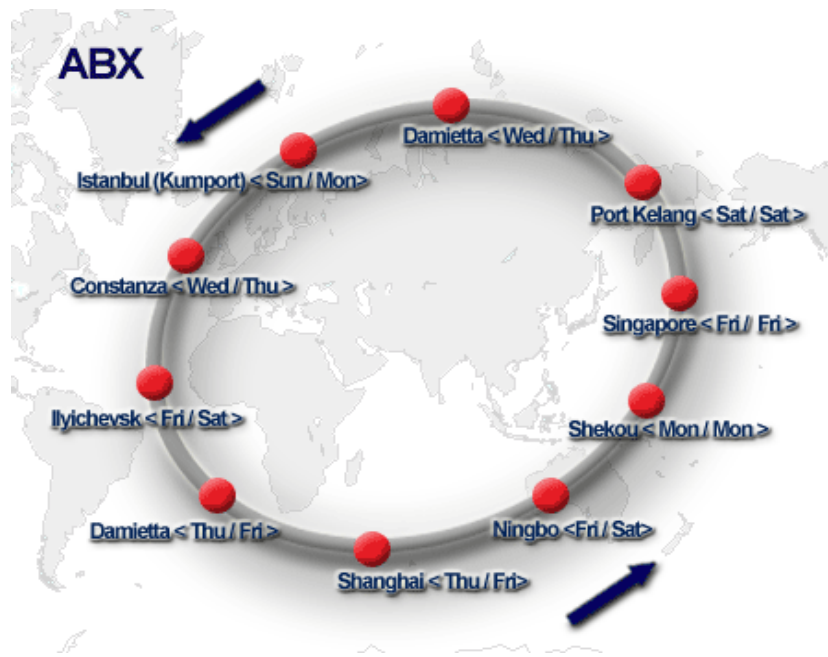 ABX
Damietta < Wed / Thu >
Istanbul (Kumport) < Sun / Mon>
Port Kelang < Sat / Sat >
Constanza < Wed / Thu >
Singapore < Fri / Fri >
Ilyichevsk < Fri / Sat >
Shekou < Mon / Mon >
Damietta < Thu / Fri >
Ningbo <Fri / Sat>
Shanghai < Thu / Fri>